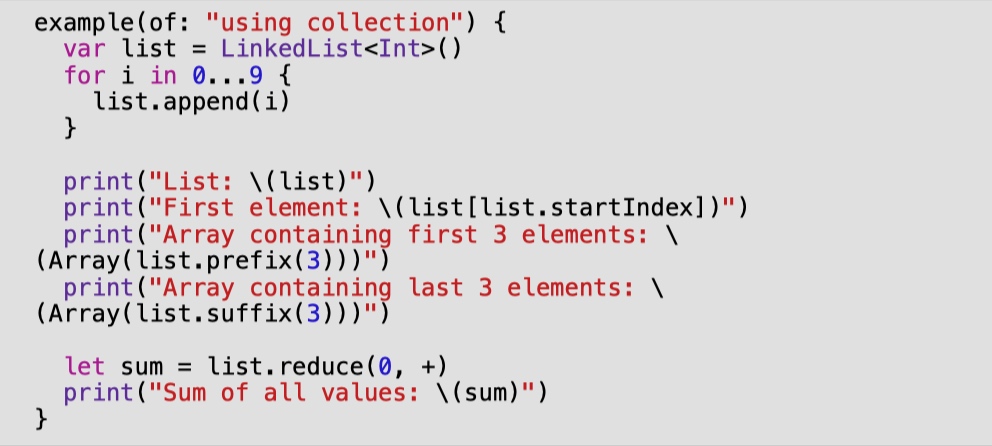 example(of: "using collection") {
  var list = LinkedList<Int>()
  for i in 0...9 {
    list.append(i)
  }

  print("List: \(list)")
  print("First element: \(list[list.startIndex])")
  print("Array containing first 3 elements: \
(Array(list.prefix(3)))")
  print("Array containing last 3 elements: \
(Array(list.suffix(3)))")

  let sum = list.reduce(0, +)
  print("Sum of all values: \(sum)")
}